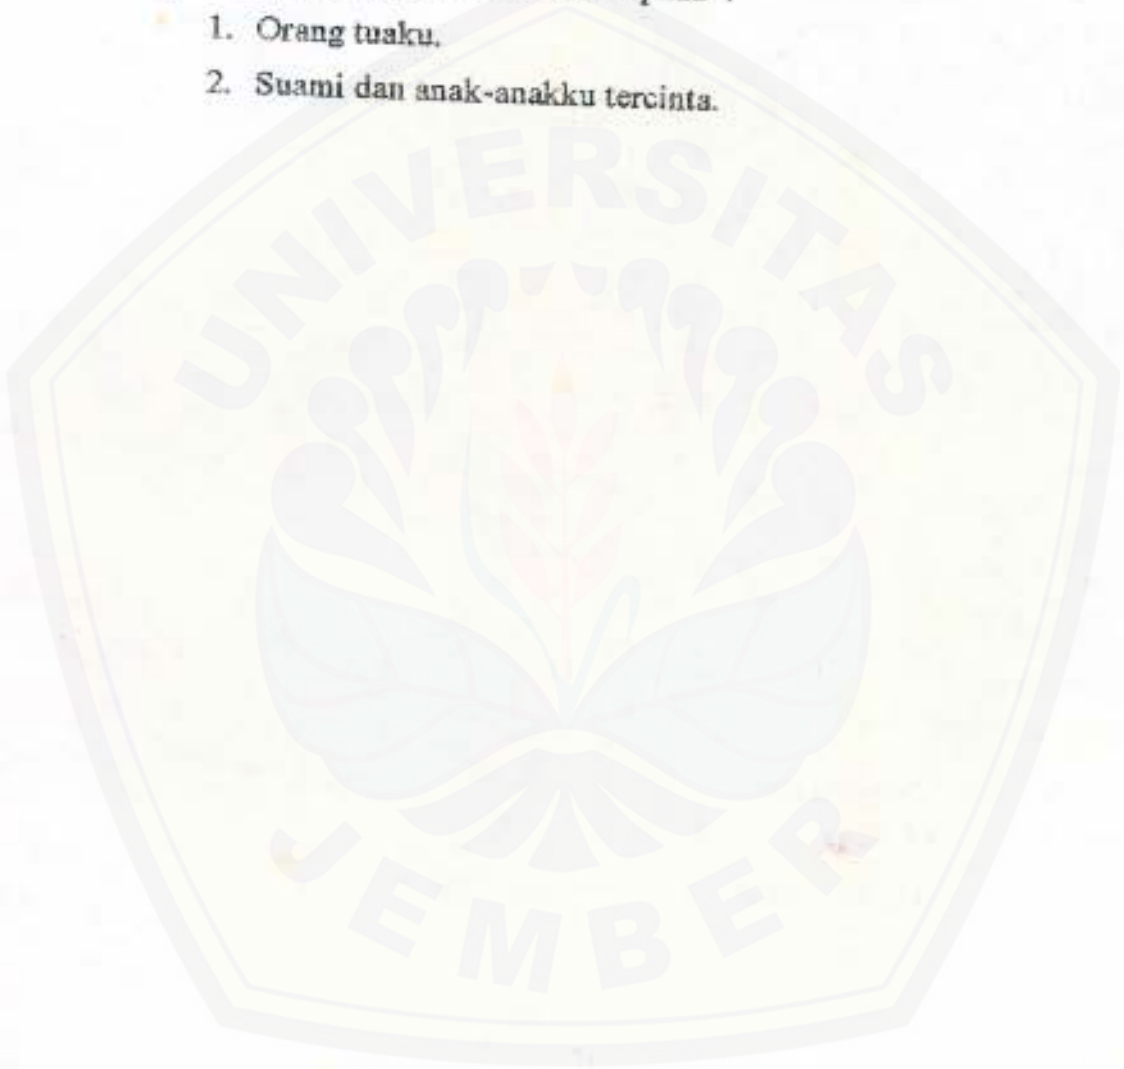 1. Orang tuaku.
2. Suami dan anak-anakku tercinta.
UNIVERSITAS
JEMBER